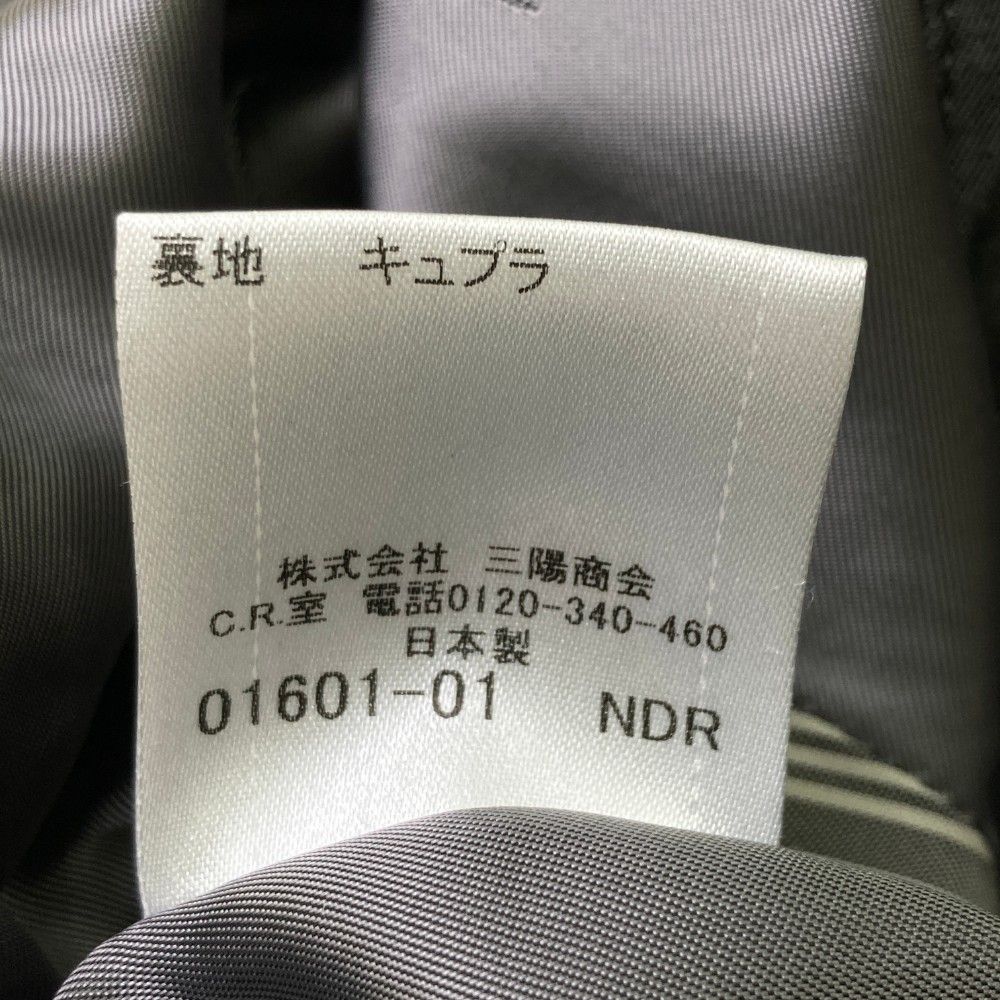 裏地 キュプラ
株式会社 三陽商会
C.R.室 電話0120-340-460
日本製
01601-01 NDR